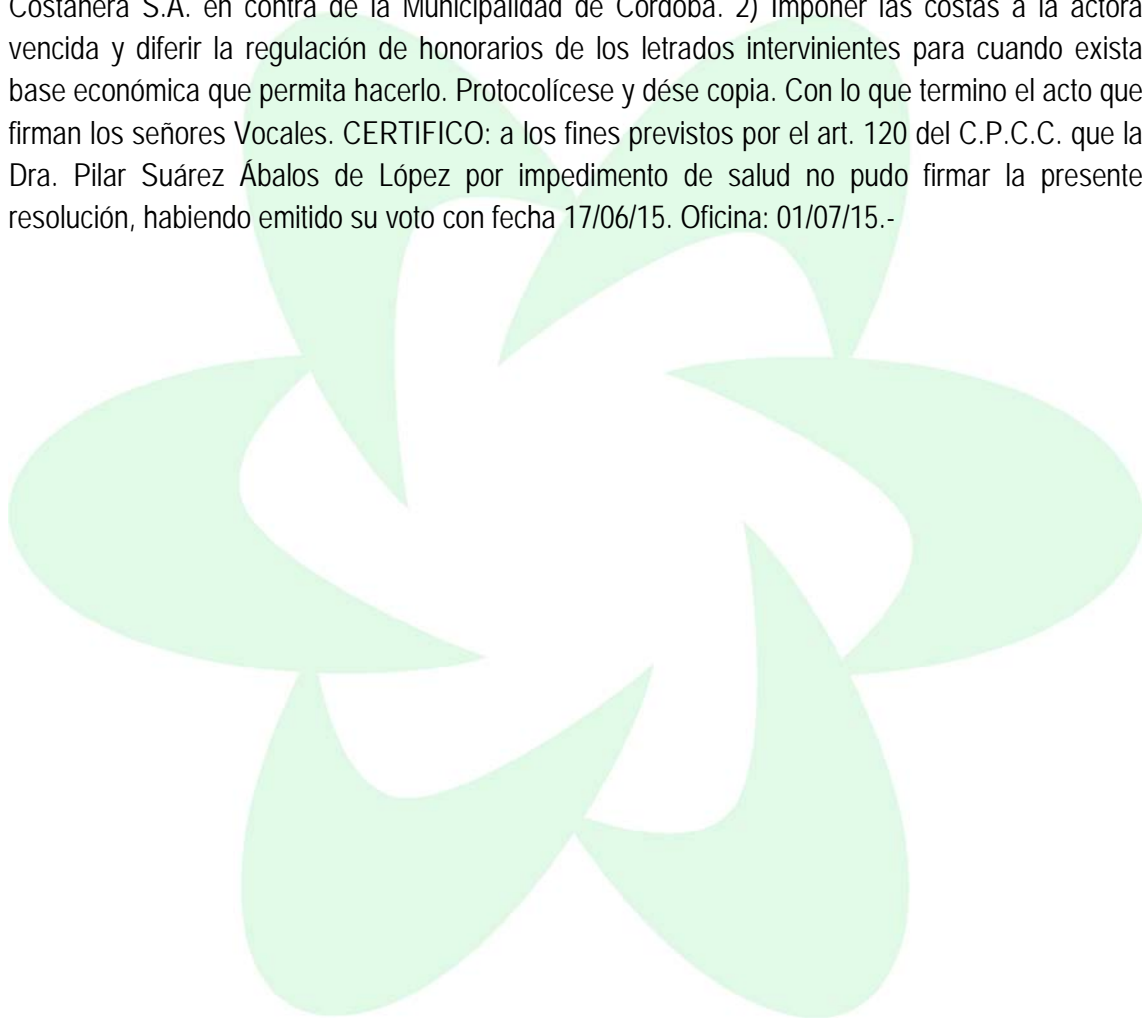 Costanera S.A. en contra de la Municipalidad de Córdoba. 2) Imponer las costas a la actora
vencida y diferir la regulación de honorarios de los letrados intervinientes para cuando exista
base económica que permita hacerlo. Protocolícese y dése copia. Con lo que termino el acto que
firman los señores Vocales. CERTIFICO: a los fines previstos por el art. 120 del C.P.C.C. que la
Dra. Pilar Suárez Ábalos de López por impedimento de salud no pudo firmar la presente
resolución, habiendo emitido su voto con fecha 17/06/15. Oficina: 01/07/15.-